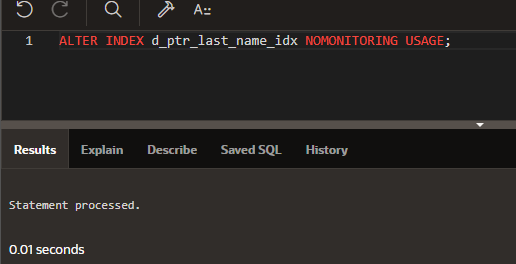 A::
1 ALTER INDEX d_ptr_last_name_idx NOMONITORING USAGE;
Results Explain Describe Saved SQL History
Statement processed.
0.01 seconds